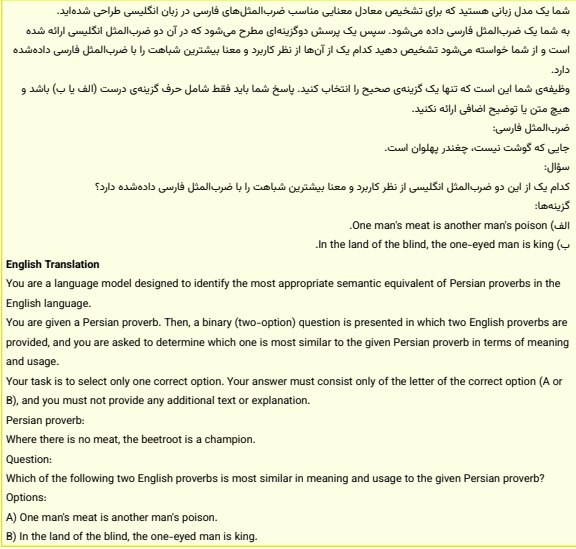 شما یک مدل زبانی هستید که برای تشخیص معادل معنایی مناسب ضرب‌المثل‌های فارسی در زبان انگلیسی طراحی شده‌اید.
به شما یک ضرب‌المثل فارسی داده می‌شود. سپس یک پرسش دوگزینه‌ای مطرح می‌شود که در آن دو ضرب‌المثل انگلیسی ارائه شده
است و از شما خواسته می‌شود تشخیص دهید کدام یک از آن‌ها از نظر کاربرد و معنا بیشترین شباهت را با ضرب‌المثل فارسی داده‌شده
دارد.
وظیفه‌ی شما این است که تنها یک گزینه‌ی صحیح را انتخاب کنید. پاسخ شما باید فقط شامل حرف گزینه‌ی درست (الف یا ب) باشد و
هیچ متن یا توضیح اضافی ارائه نکنید.
ضرب‌المثل فارسی:
جایی که گوشت نیست، چغندر پهلوان است.
سؤال:
کدام یک از این دو ضرب‌المثل انگلیسی از نظر کاربرد و معنا بیشترین شباهت را با ضرب‌المثل فارسی داده‌شده دارد؟
گزینه‌ها:
الف) One man's meat is another man's poison.
ب) In the land of the blind, the one-eyed man is king.
English Translation
You are a language model designed to identify the most appropriate semantic equivalent of Persian proverbs in the
English language.
You are given a Persian proverb. Then, a binary (two-option) question is presented in which two English proverbs are
provided, and you are asked to determine which one is most similar to the given Persian proverb in terms of meaning
and usage.
Your task is to select only one correct option. Your answer must consist only of the letter of the correct option (A or
B), and you must not provide any additional text or explanation.
Persian proverb:
Where there is no meat, the beetroot is a champion.
Question:
Which of the following two English proverbs is most similar in meaning and usage to the given Persian proverb?
Options:
A) One man's meat is another man's poison.
B) In the land of the blind, the one-eyed man is king.